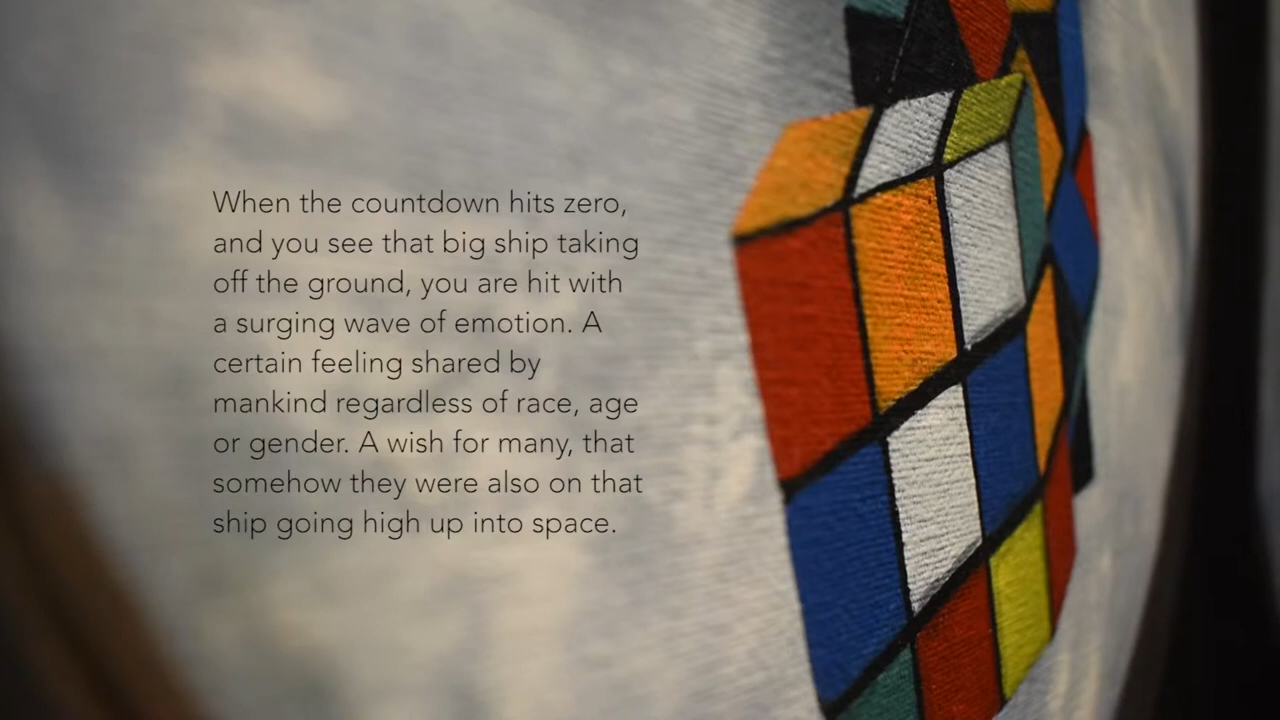 When the countdown hits zero,
and you see that big ship taking
off the ground, you are hit with
a surging wave of emotion. A
certain feeling shared by
mankind regardless of race, age
or gender. A wish for many, that
somehow they were also on that
ship going high up into space.